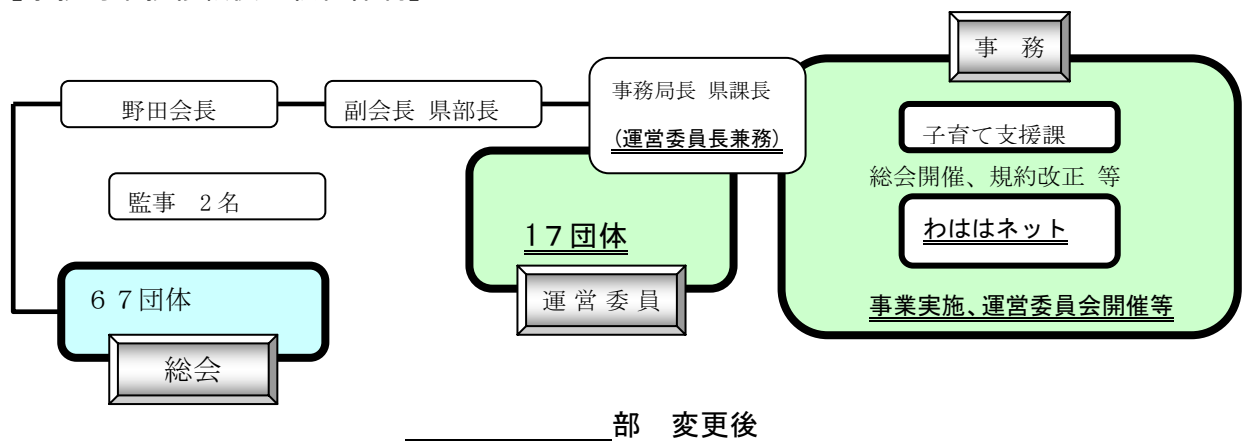 事 務
事務局長 県課長
(運営委員長兼務)
野田会長
副会長 県部長
子育て支援課
総会開催、規約改正 等
監事 2名
わははネット
17団体
67団体
運営委員
事業実施、運営委員会開催等
総会
部 変更後